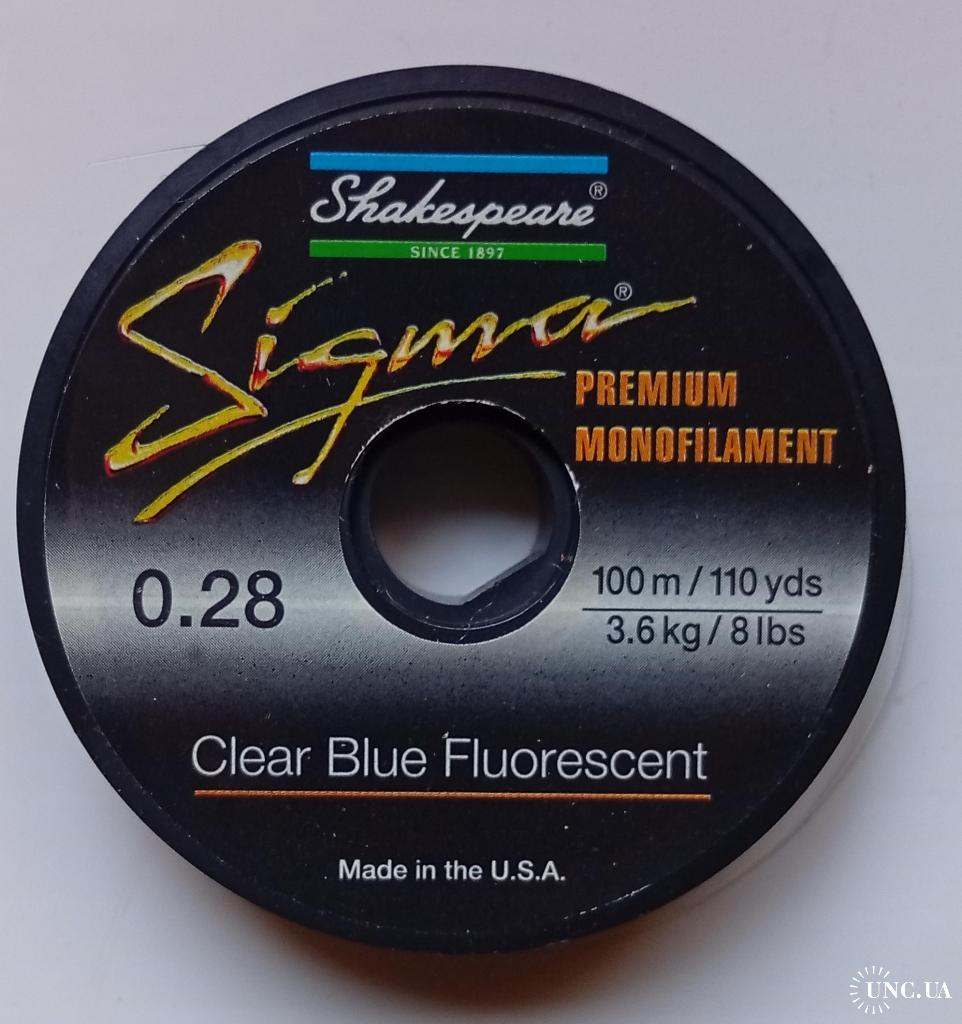 Shakespeare®
SINCE 1897
Sigma®
PREMIUM
MONOFILAMENT
0.28
100 m / 110 yds
3.6 kg / 8 lbs
Clear Blue Fluorescent
Made in the U.S.A.
UNC.UA